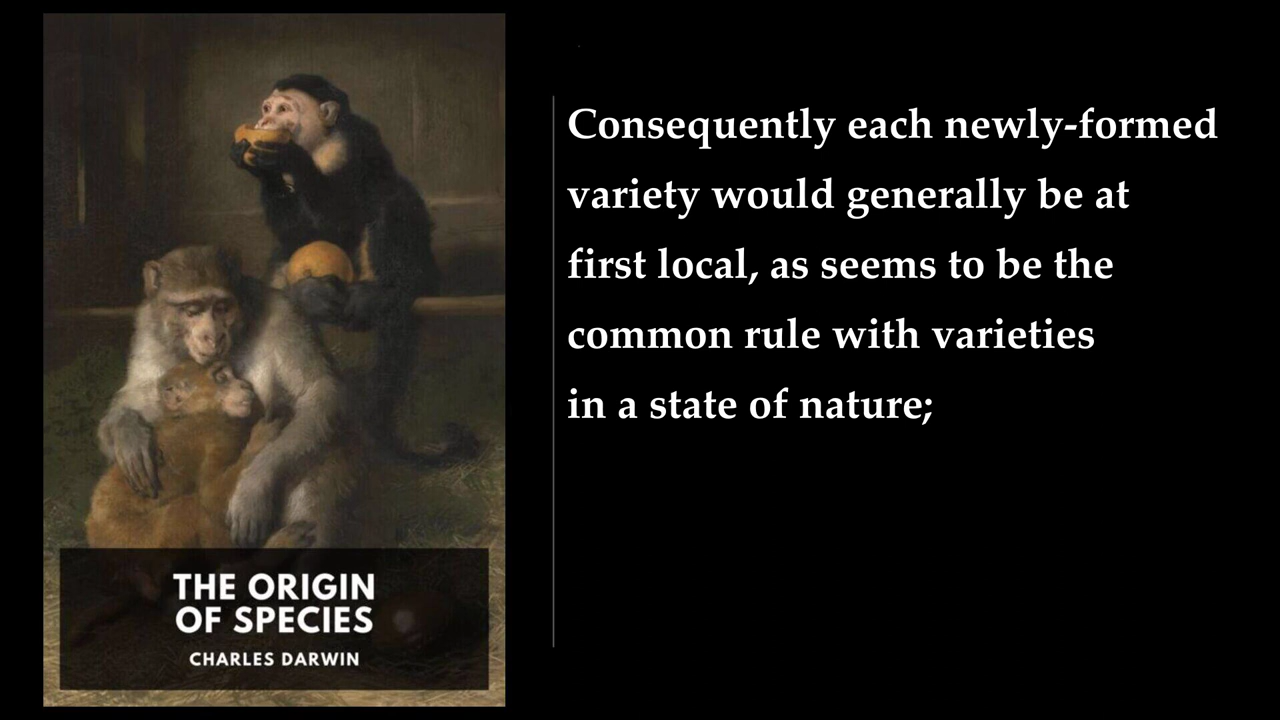 Consequently each newly-formed
variety would generally be at
first local, as seems to be the
common rule with varieties
in a state of nature;
THE ORIGIN
OF SPECIES
CHARLES DARWIN